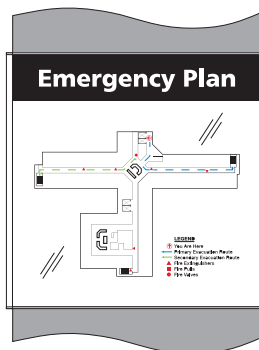 Emergency Plan
LEGEND
You Are Here
Primary Evacuation Route
Secondary Evacuation Route
Fire Extinguishers
Fire Pulls
Fire Valves